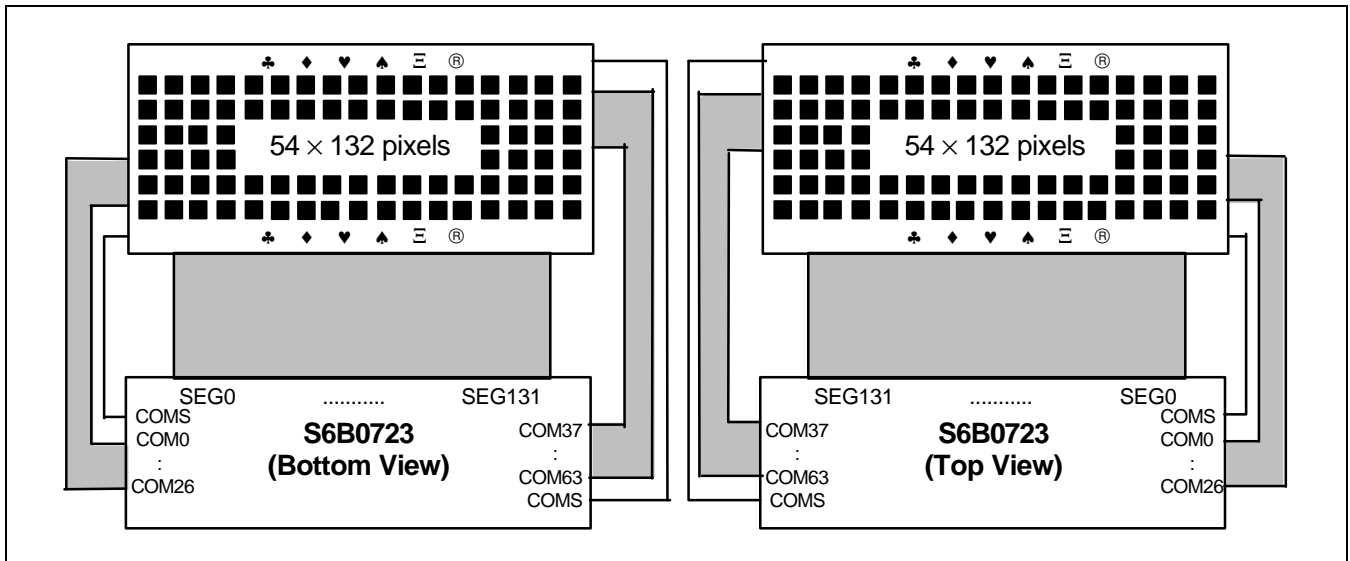 ♣ ♦ ♥ ♠ Ξ ®
54 × 132 pixels
♣ ♦ ♥ ♠ Ξ ®
SEG0 ........... SEG131
COMS
COM0
:
COM26
S6B0723
(Bottom View)
COM37
:
COM63
COMS
♣ ♦ ♥ ♠ Ξ ®
54 × 132 pixels
♣ ♦ ♥ ♠ Ξ ®
SEG131 ........... SEG0
COM37
:
COM63
COMS
S6B0723
(Top View)
COMS
COM0
:
COM26